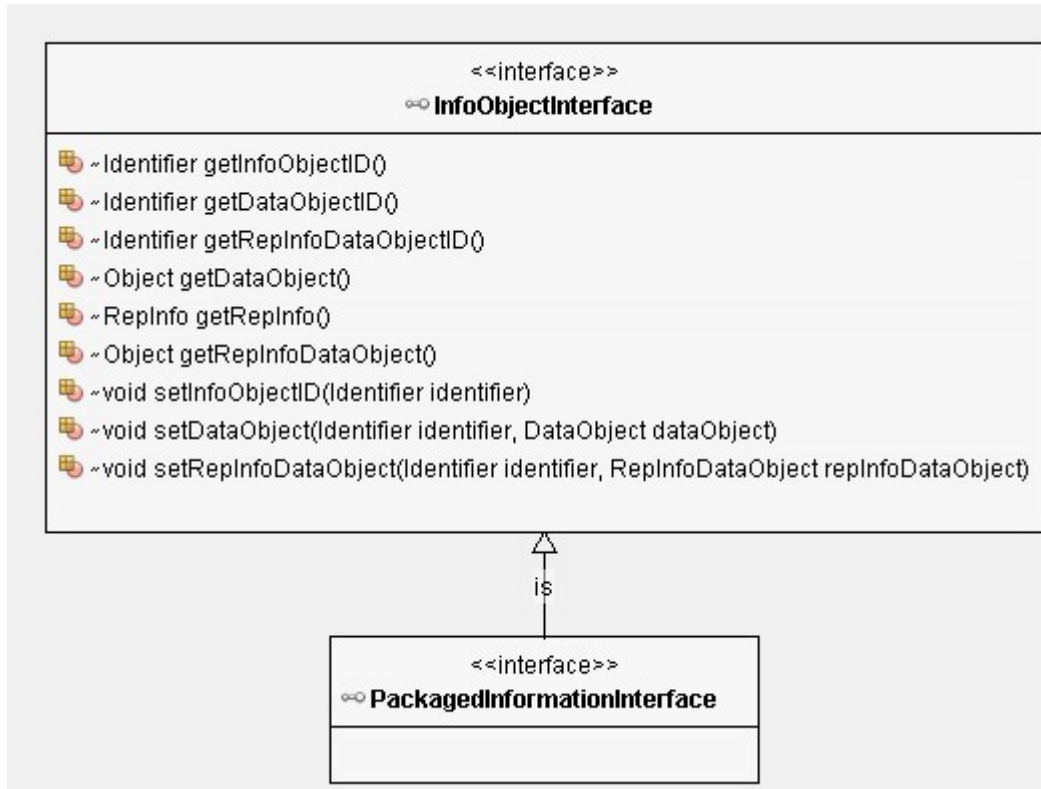 <<interface>>
InfoObjectInterface
~Identifier getInfoObjectID()
~Identifier getDataObjectID()
~Identifier getRepInfoDataObjectID()
~Object getDataObject()
~RepInfo getRepInfo()
~Object getRepInfoDataObject()
~void setInfoObjectID(Identifier identifier)
~void setDataObject(Identifier identifier, DataObject dataObject)
~void setRepInfoDataObject(Identifier identifier, RepInfoDataObject repInfoDataObject)
is
<<interface>>
PackagedInformationInterface